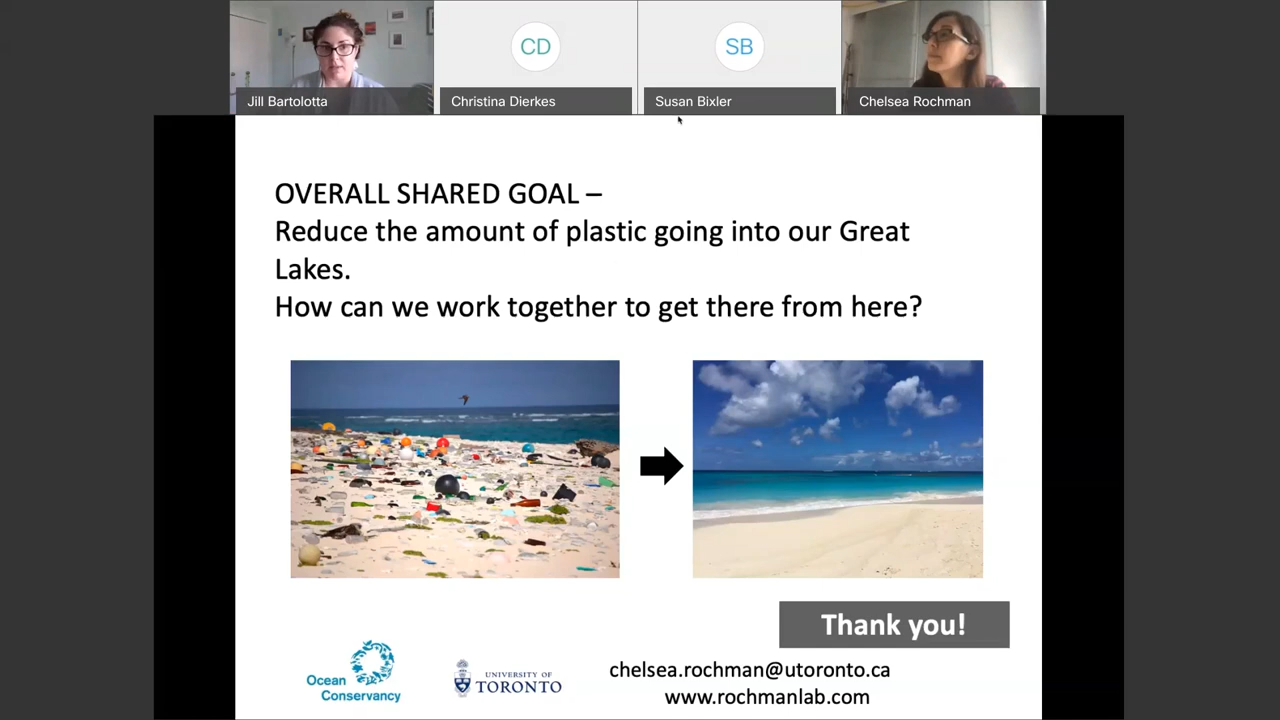 CD
SB
Jill Bartolotta
Christina Dierkes
Susan Bixler
Chelsea Rochman
OVERALL SHARED GOAL –
Reduce the amount of plastic going into our Great
Lakes.
How can we work together to get there from here?
Thank you!
Ocean
Conservancy
UNIVERSITY OF
TORONTO
chelsea.rochman@utoronto.ca
www.rochmanlab.com